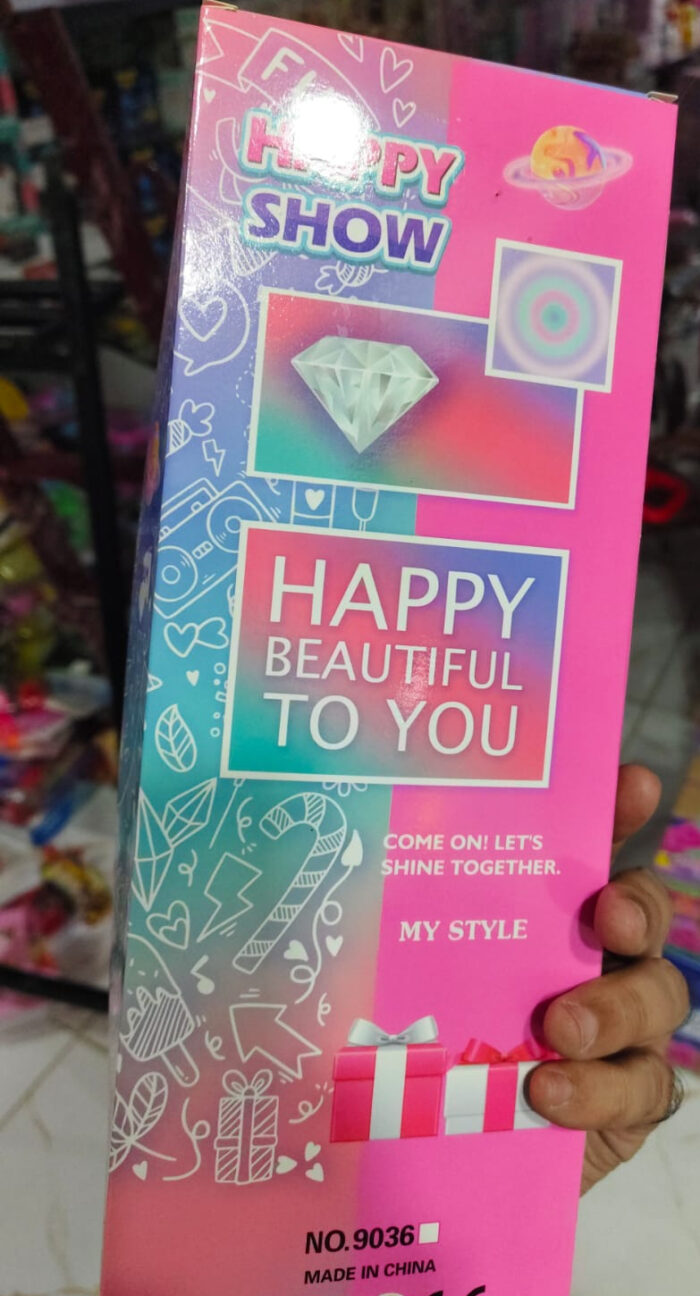 HAPPY
SHOW
HAPPY
BEAUTIFUL
TO YOU
COME ON! LET'S
SHINE TOGETHER.
MY STYLE
NO.9036
MADE IN CHINA